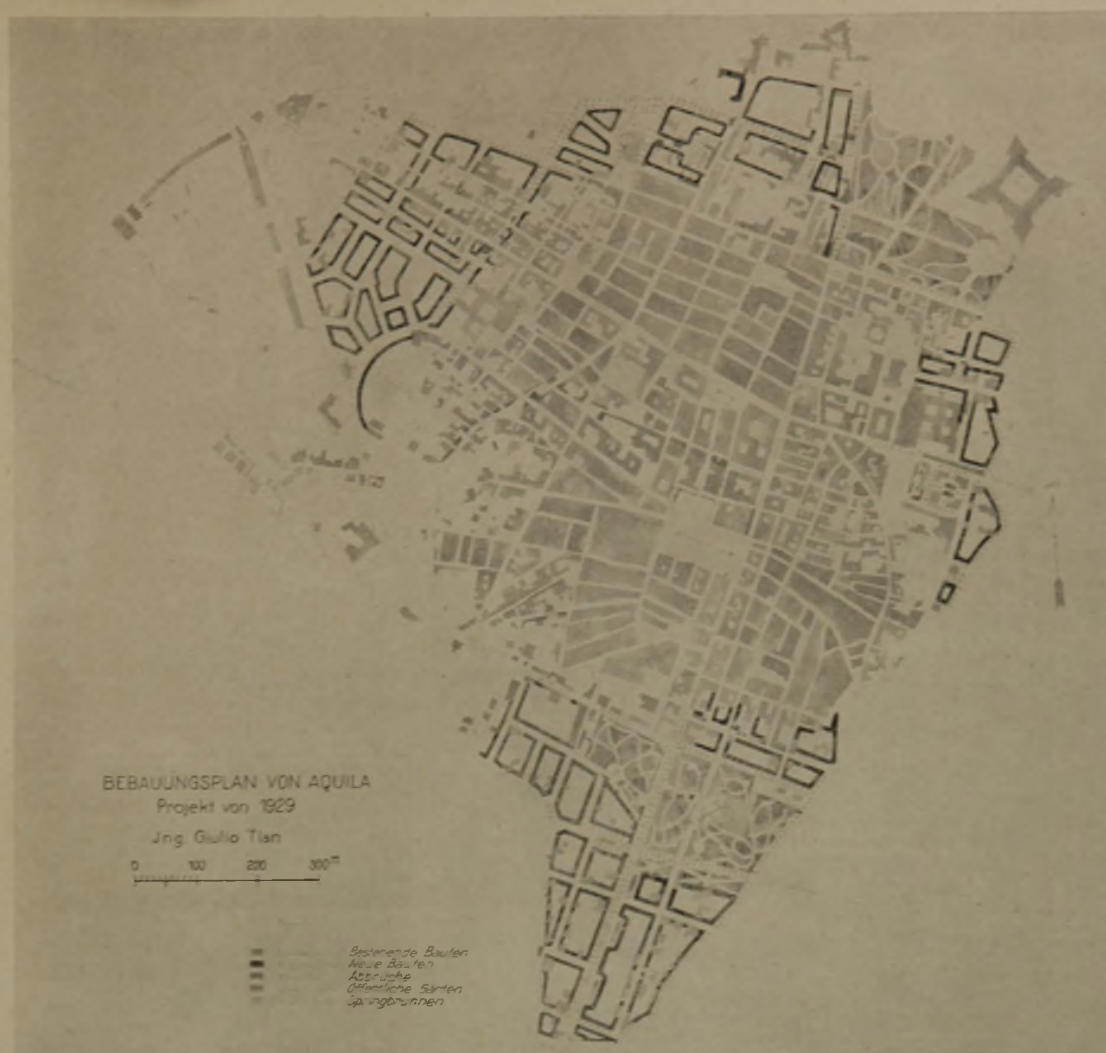 BEBAUUNGSPLAN VON AQUILA
Projekt von 1929
Jng. Giulio Tian
0 100 200 300 m
Bestehende Bauten
Neue Bauten
Abbrüche
Öffentliche Gärten
Springbrunnen